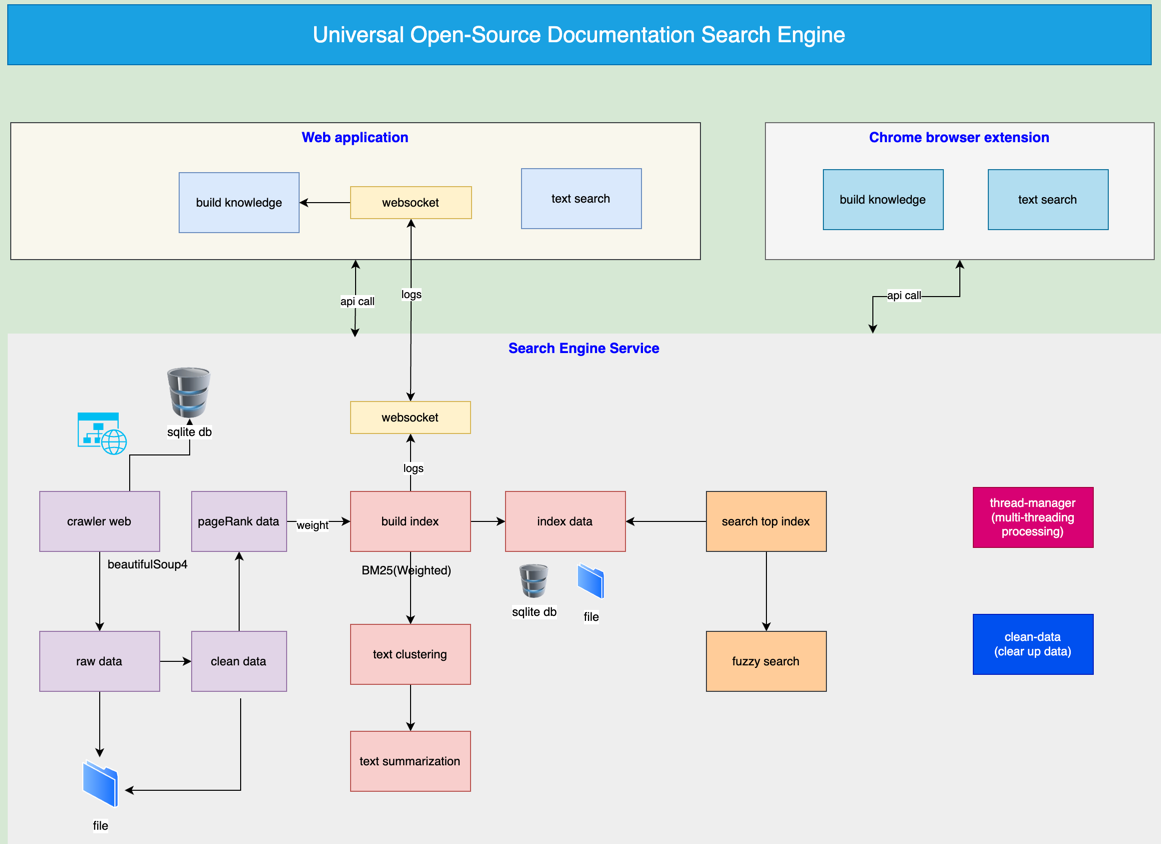 Universal Open-Source Documentation Search Engine
Web application
build knowledge
websocket
text search
Chrome browser extension
build knowledge
text search
api call
logs
api call
Search Engine Service
sqlite db
websocket
logs
crawler web
pageRank data
weight
build index
index data
search top index
thread-manager
(multi-threading
processing)
beautifulSoup4
BM25(Weighted)
sqlite db
file
raw data
clean data
text clustering
fuzzy search
clean-data
(clear up data)
text summarization
file